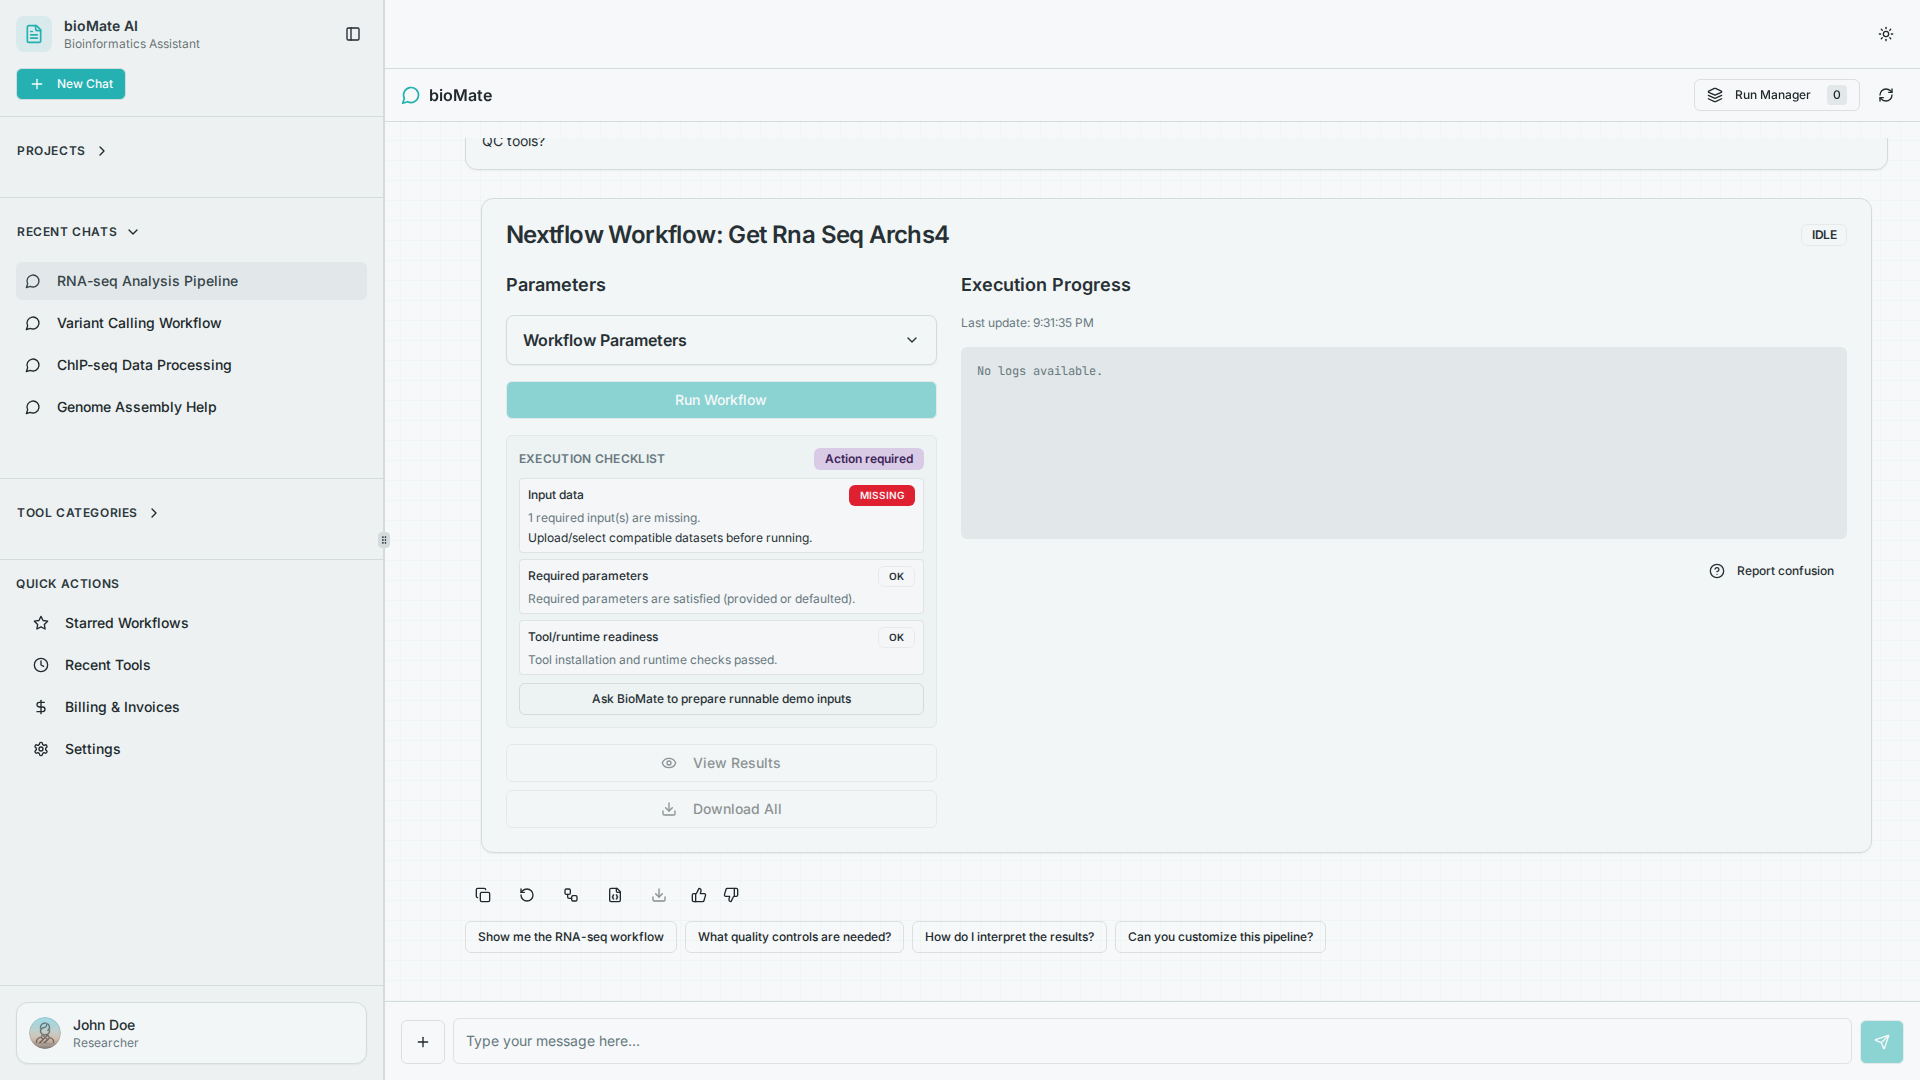 bioMate AI
Bioinformatics Assistant
New Chat
PROJECTS
RECENT CHATS
RNA-seq Analysis Pipeline
Variant Calling Workflow
ChIP-seq Data Processing
Genome Assembly Help
TOOL CATEGORIES
QUICK ACTIONS
Starred Workflows
Recent Tools
Billing & Invoices
Settings
John Doe
Researcher
bioMate
Run Manager 0
QC tools?
Nextflow Workflow: Get Rna Seq Archs4
IDLE
Parameters
Workflow Parameters
Run Workflow
EXECUTION CHECKLIST
Action required
Input data
MISSING
1 required input(s) are missing.
Upload/select compatible datasets before running.
Required parameters
OK
Required parameters are satisfied (provided or defaulted).
Tool/runtime readiness
OK
Tool installation and runtime checks passed.
Ask BioMate to prepare runnable demo inputs
View Results
Download All
Execution Progress
Last update: 9:31:35 PM
No logs available.
Report confusion
Show me the RNA-seq workflow
What quality controls are needed?
How do I interpret the results?
Can you customize this pipeline?
Type your message here...